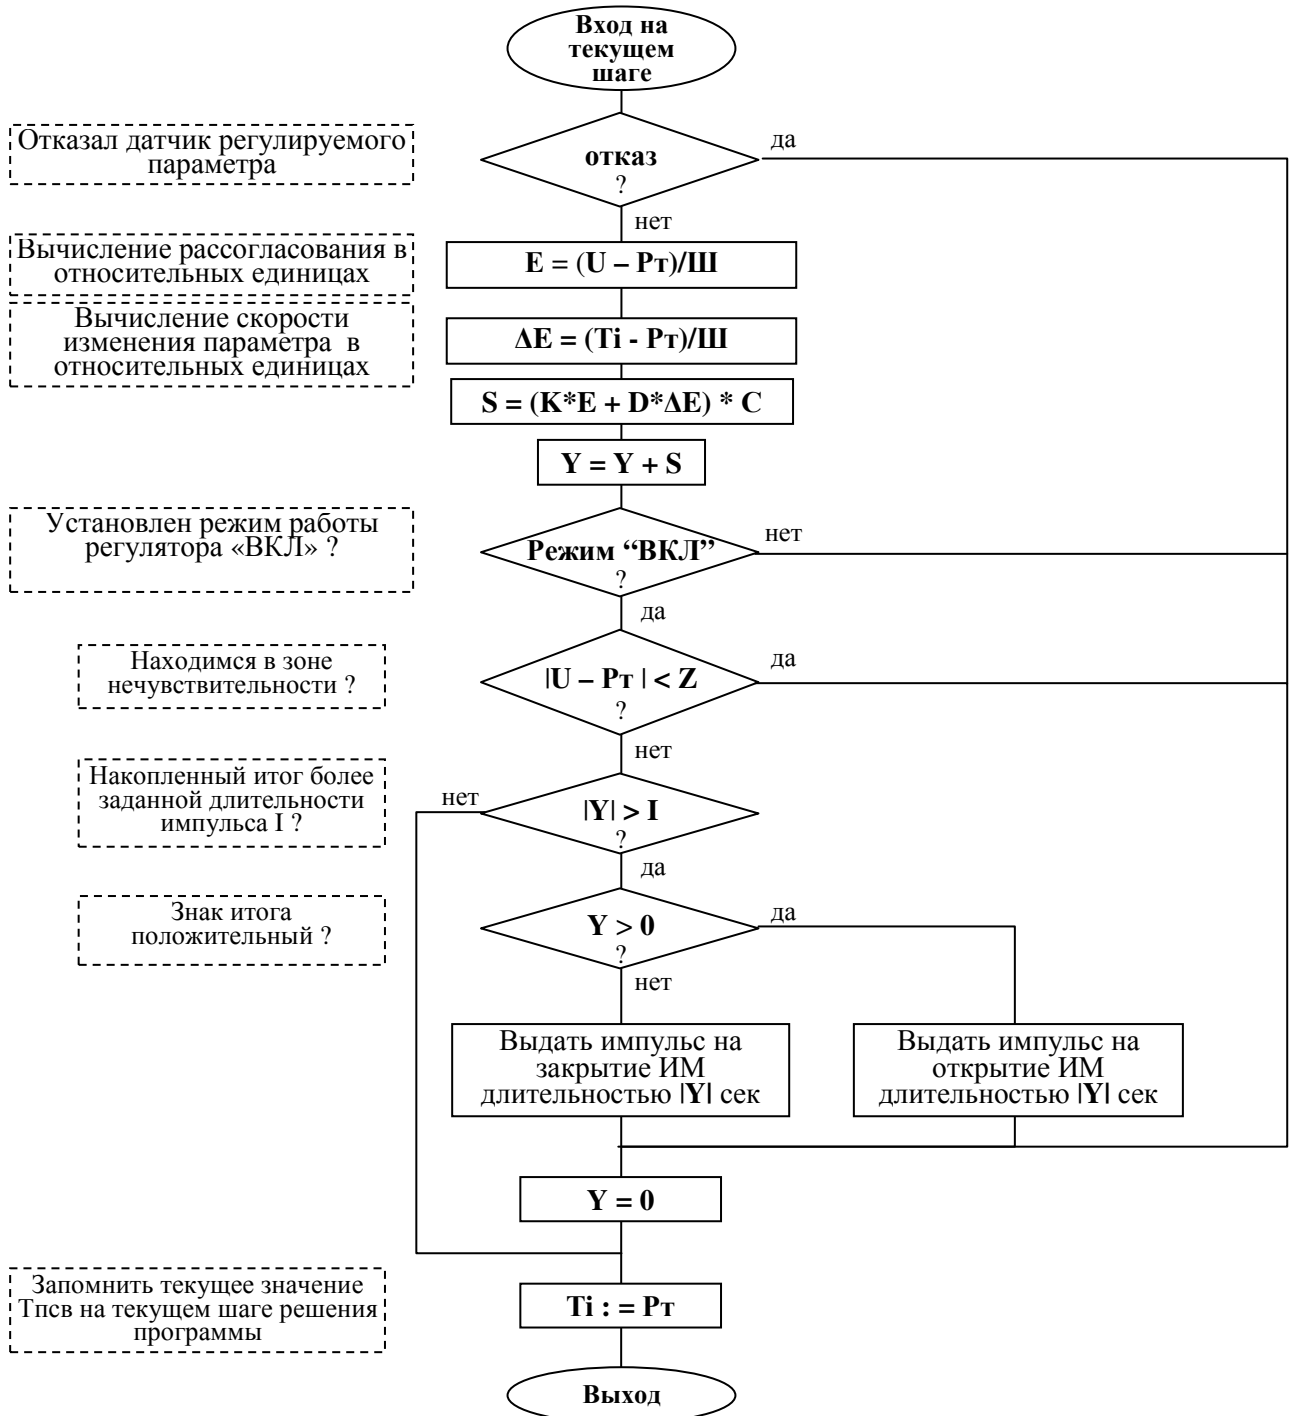 Вход на
текущем
шаге
Отказал датчик регулируемого
параметра
отказ
?
да
нет
Вычисление рассогласования в
относительных единицах
E = (U – Рт)/Ш
Вычисление скорости
изменения параметра в
относительных единицах
ΔE = (Ti - Рт)/Ш
S = (K*E + D*ΔE) * C
Y = Y + S
Установлен режим работы
регулятора «ВКЛ» ?
Режим “ВКЛ”
?
нет
да
Находимся в зоне
нечувствительности ?
|U – Рт | < Z
?
да
нет
Накопленный итог более
заданной длительности
импульса I ?
нет
|Y| > I
?
да
Знак итога
положительный ?
Y > 0
?
да
нет
Выдать импульс на
закрытие ИМ
длительностью |Y| сек
Выдать импульс на
открытие ИМ
длительностью |Y| сек
Y = 0
Запомнить текущее значение
Тпсв на текущем шаге решения
программы
Ti : = Рт
Выход